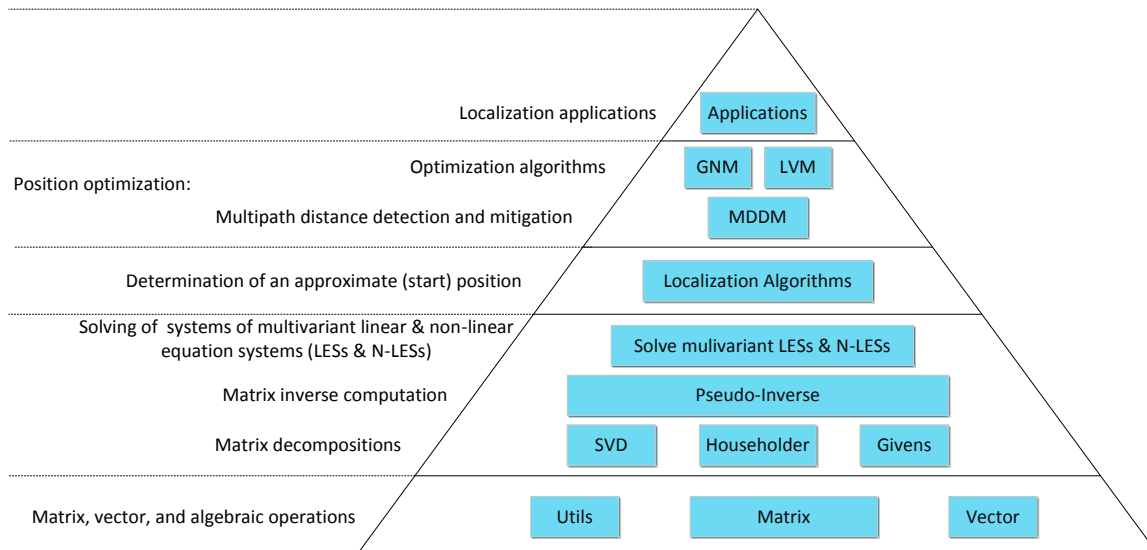 Localization applications
Applications
Optimization algorithms
GNM
LVM
Position optimization:
Multipath distance detection and mitigation
MDDM
Determination of an approximate (start) position
Localization Algorithms
Solving of systems of multivariant linear & non-linear
equation systems (LESs & N-LESs)
Solve mulivariant LESs & N-LESs
Matrix inverse computation
Pseudo-Inverse
Matrix decompositions
SVD
Householder
Givens
Matrix, vector, and algebraic operations
Utils
Matrix
Vector